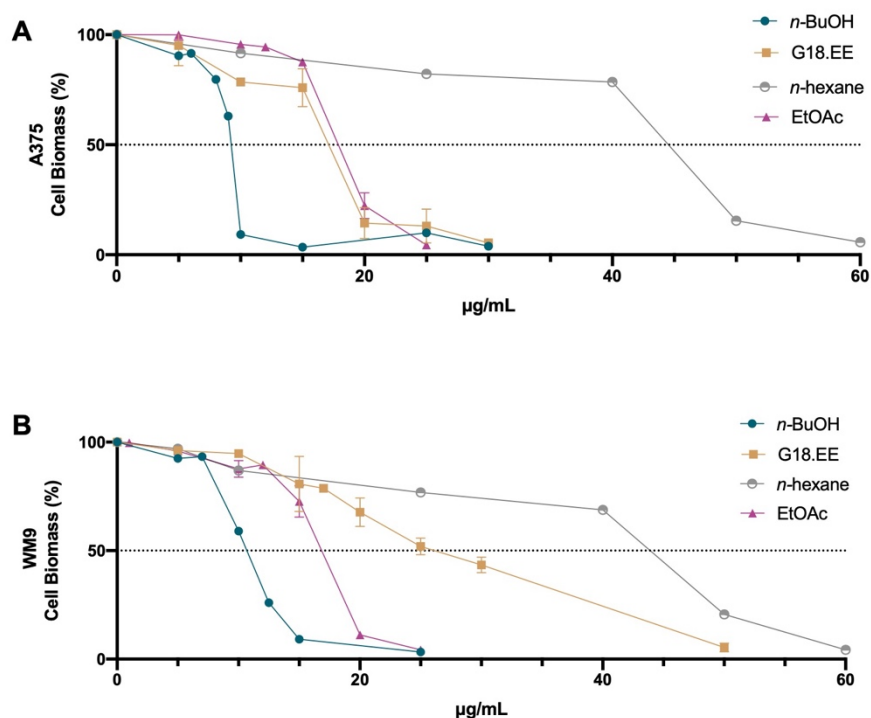 A
n-BuOH
G18.EE
n-hexane
EtOAc
A375
Cell Biomass (%)
100
50
0
0
20
40
60
µg/mL
B
n-BuOH
G18.EE
n-hexane
EtOAc
WM9
Cell Biomass (%)
100
50
0
0
20
40
60
µg/mL